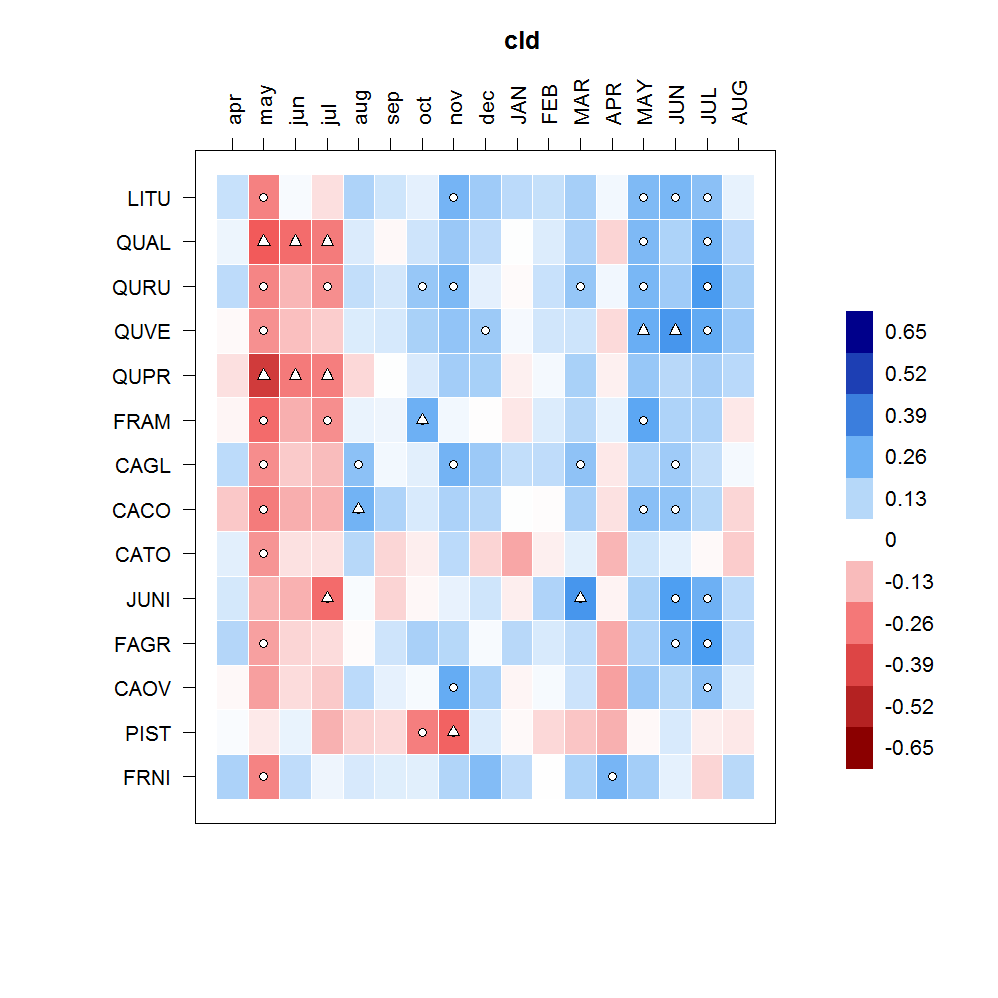 cld
apr may jun jul aug sep oct nov dec JAN FEB MAR APR MAY JUN JUL AUG
LITU
QUAL
QURU
QUVE
QUPR
FRAM
CAGL
CACO
CATO
JUNI
FAGR
CAOV
PIST
FRNI
0.65
0.52
0.39
0.26
0.13
0
-0.13
-0.26
-0.39
-0.52
-0.65